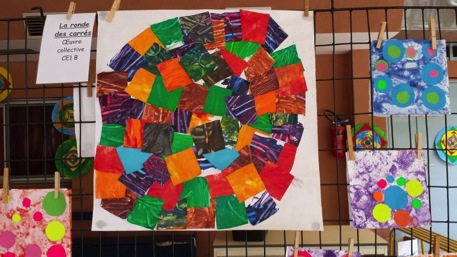 La ronde
des carrés
Œuvre
collective
CE1 B